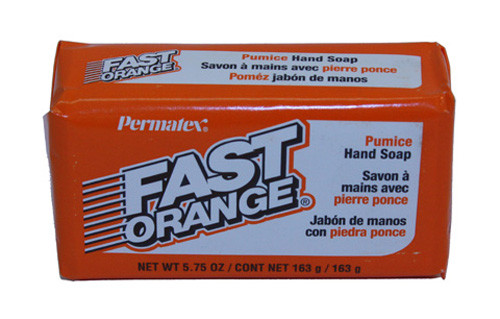 FAST
ORANGE®
Pumice Hand Soap
Savon à mains avec pierre ponce
Poméz jabón de manos
Permatex®
FAST
ORANGE®
Pumice
Hand Soap
Savon à
mains avec
pierre ponce
Jabón de manos
con piedra ponce
NET WT 5.75 OZ / CONT NET 163 g / 163 g